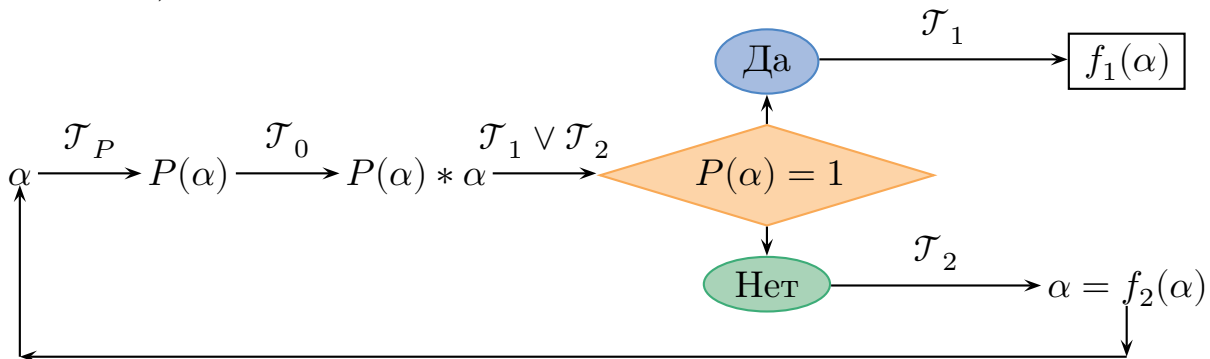 𝒯₁
Да
f₁(α)
𝒯_P 𝒯₀ 𝒯₁ ∨ 𝒯₂
α P(α) P(α) ∗ α P(α) = 1
𝒯₂
Нет
α = f₂(α)